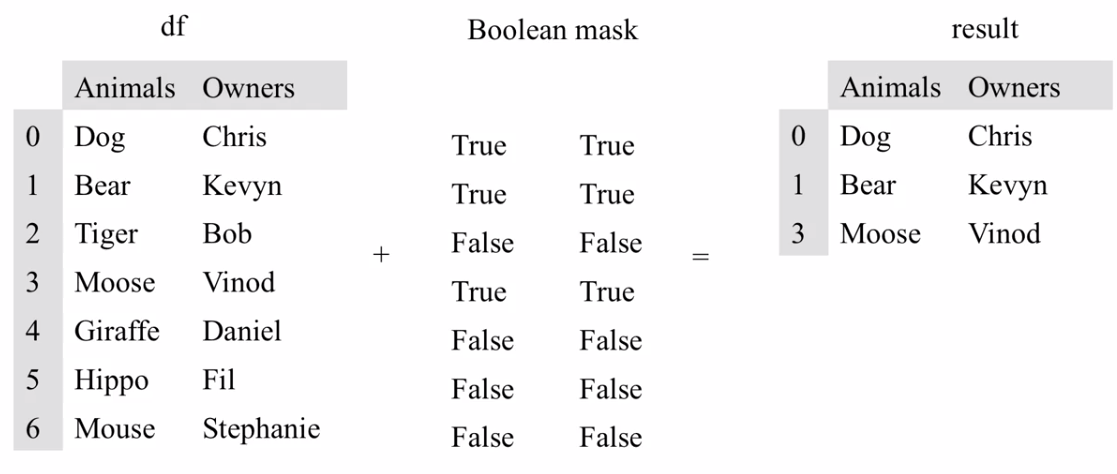 df Boolean mask result
Animals Owners Animals Owners
0 Dog Chris True True 0 Dog Chris
1 Bear Kevyn True True 1 Bear Kevyn
2 Tiger Bob False False 3 Moose Vinod
+ =
3 Moose Vinod True True
4 Giraffe Daniel False False
5 Hippo Fil False False
6 Mouse Stephanie False False